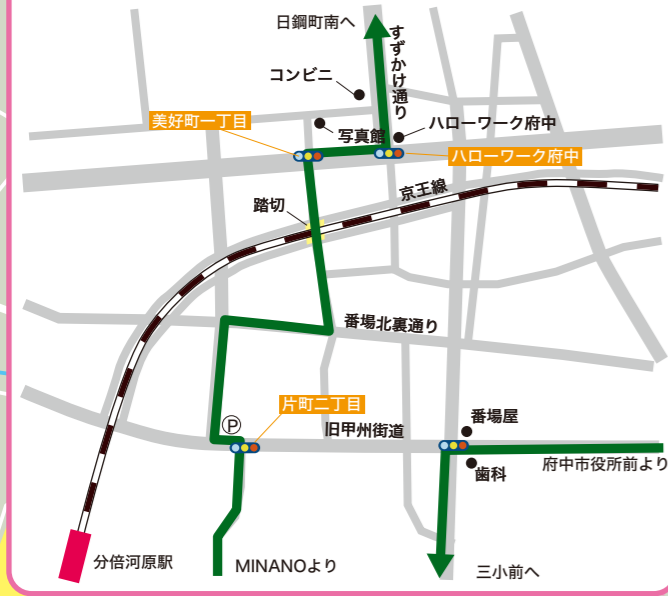 日鋼町南へ
すずかけ通り
コンビニ
美好町一丁目
写真館
ハローワーク府中
ハローワーク府中
京王線
踏切
番場北裏通り
片町二丁目
P
旧甲州街道
番場屋
歯科
府中市役所前より
分倍河原駅
MINANOより
三小前へ